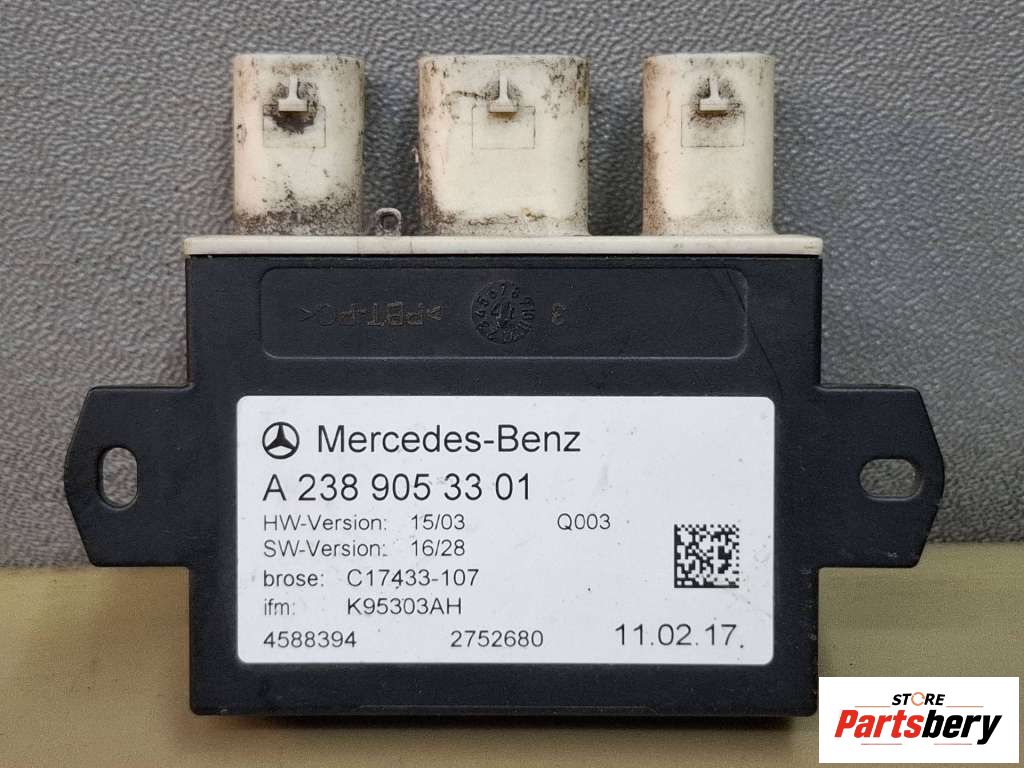 >PBT-PC<
3
Mercedes-Benz
A 238 905 33 01
HW-Version: 15/03 Q003
SW-Version: 16/28
brose: C17433-107
ifm: K95303AH
4588394 2752680 11.02.17.
STORE
Partsbery